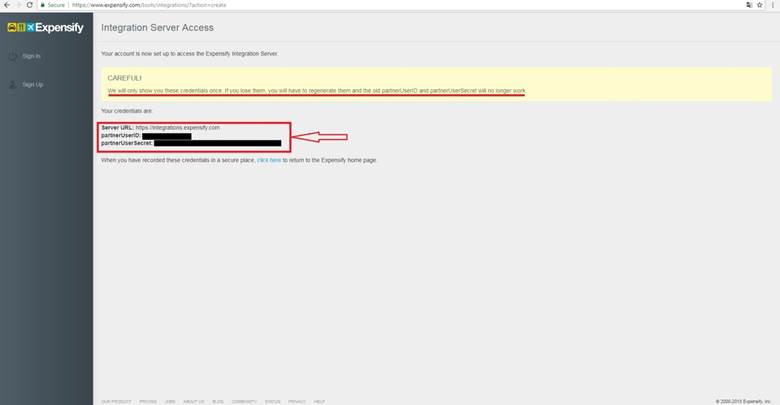 Secure https://www.expensify.com/tools/integrations/?action=create
Expensify
Sign In
Sign Up
Integration Server Access
Your account is now set up to access the Expensify Integration Server.
CAREFUL!
We will only show you these credentials once. If you lose them, you will have to regenerate them and the old partnerUserID and partnerUserSecret will no longer work.
Your credentials are:
Server URL: https://integrations.expensify.com
partnerUserID:
partnerUserSecret:
When you have recorded these credentials in a secure place, click here to return to the Expensify home page.
OUR PRODUCT PRICING JOBS ABOUT US BLOG COMMUNITY STATUS PRIVACY HELP